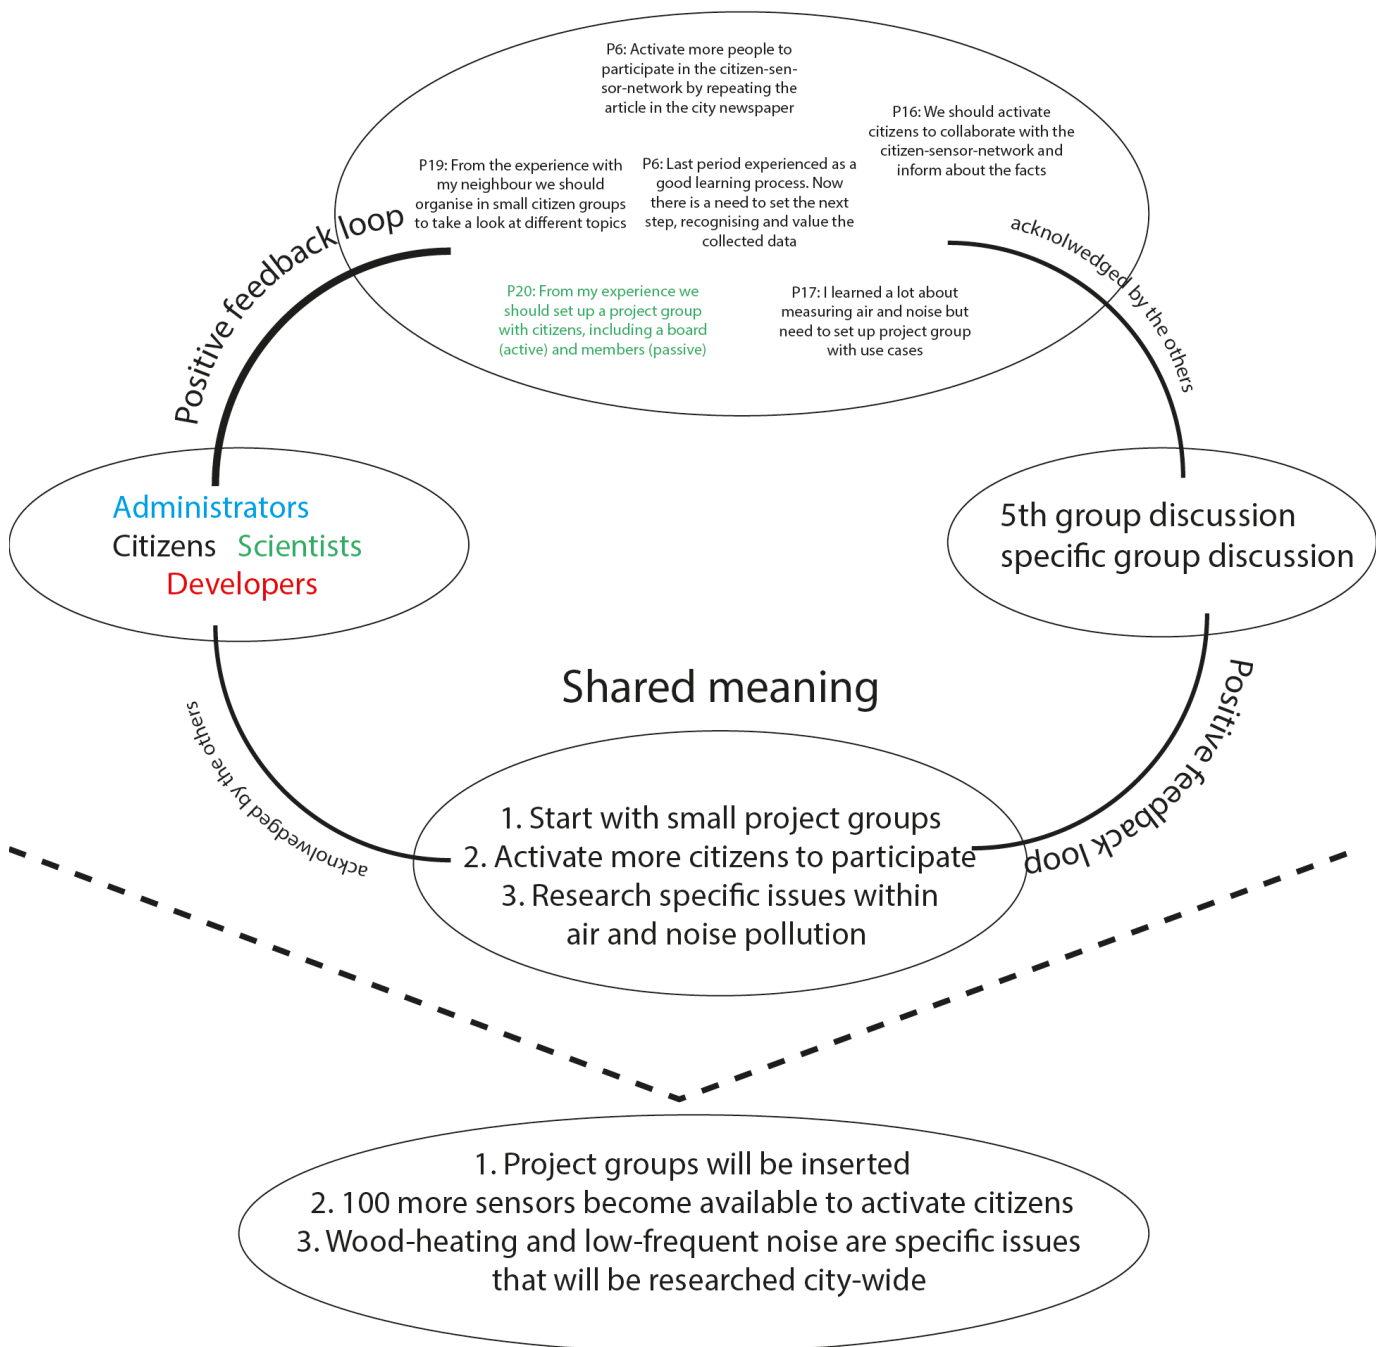 P6: Activate more people to
participate in the citizen-sen-
sor-network by repeating the
article in the city newspaper
P16: We should activate
citizens to collaborate with the
citizen-sensor-network and
inform about the facts
P19: From the experience with
my neighbour we should
organise in small citizen groups
to take a look at different topics
P6: Last period experienced as a
good learning process. Now
there is a need to set the next
step, recognising and value the
collected data
P20: From my experience we
should set up a project group
with citizens, including a board
(active) and members (passive)
P17: I learned a lot about
measuring air and noise but
need to set up project group
with use cases
Positive feedback loop
acknolwedged by the others
Administrators
Citizens Scientists
Developers
5th group discussion
specific group discussion
Shared meaning
acknolwedged by the others
Positive feedback loop
1. Start with small project groups
2. Activate more citizens to participate
3. Research specific issues within
air and noise pollution
1. Project groups will be inserted
2. 100 more sensors become available to activate citizens
3. Wood-heating and low-frequent noise are specific issues
that will be researched city-wide